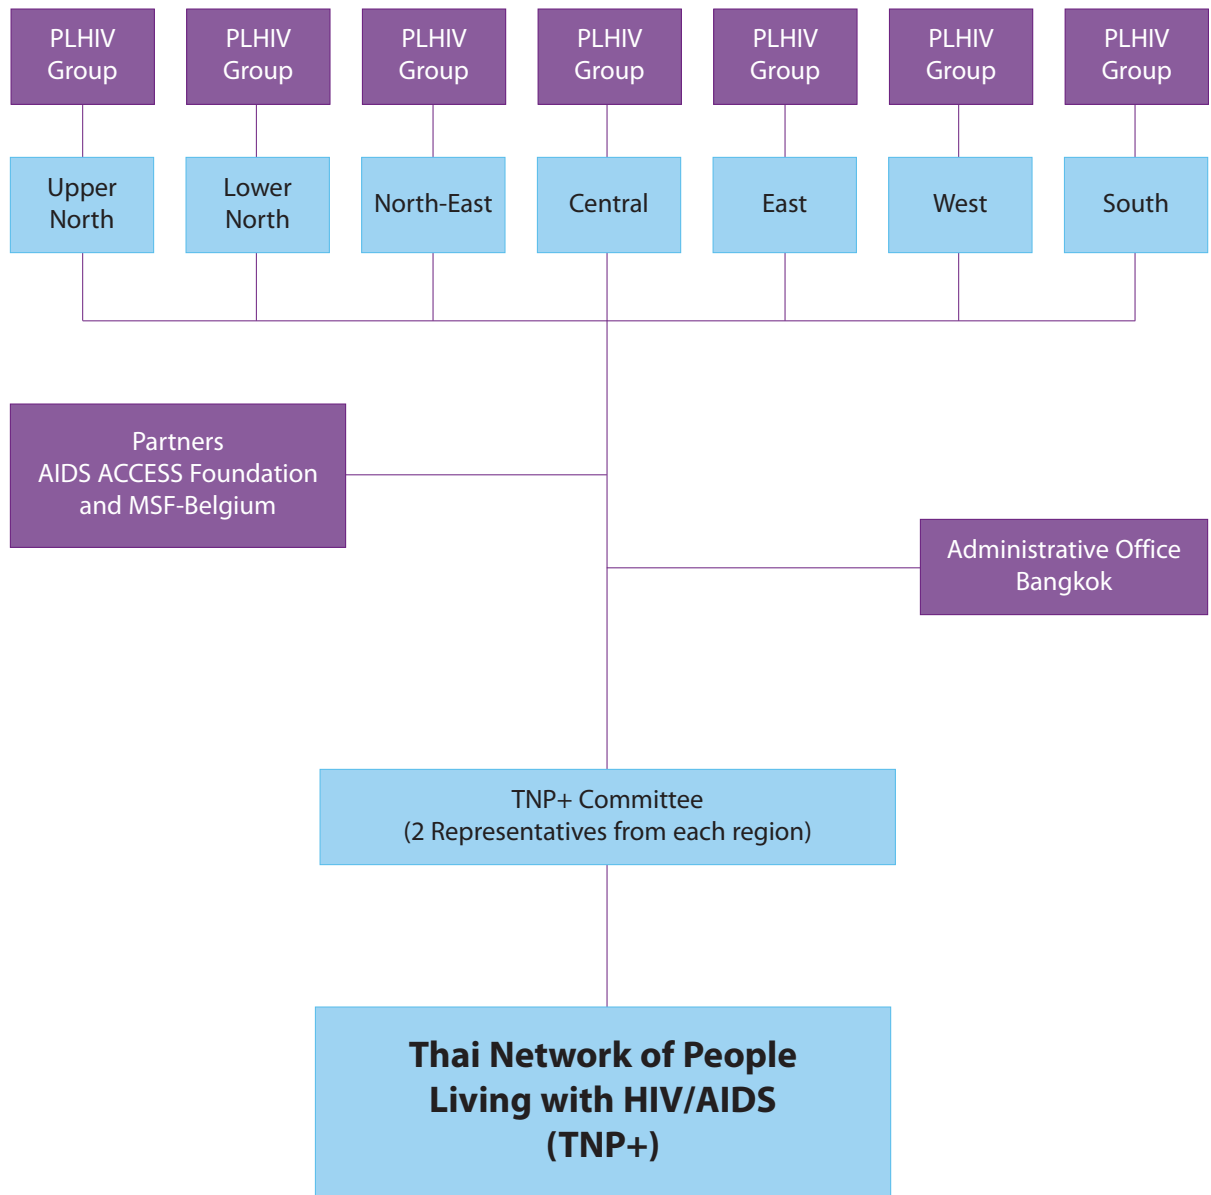 PLHIV
Group
PLHIV
Group
PLHIV
Group
PLHIV
Group
PLHIV
Group
PLHIV
Group
PLHIV
Group
Upper
North
Lower
North
North-East
Central
East
West
South
Partners
AIDS ACCESS Foundation
and MSF-Belgium
Administrative Office
Bangkok
TNP+ Committee
(2 Representatives from each region)
Thai Network of People
Living with HIV/AIDS
(TNP+)